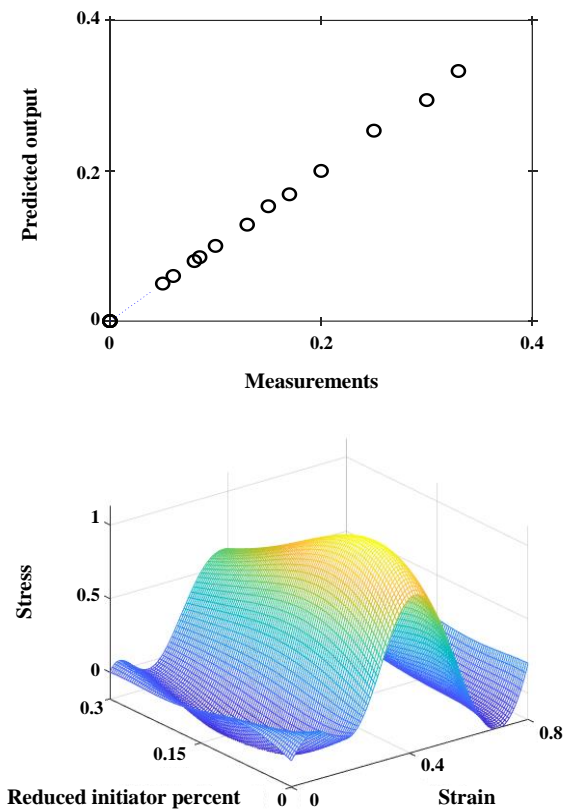 0.4
Predicted output
0.2
0
0 0.2 0.4
Measurements
1
Stress
0.5
0
0.3
0.15
0.8
0.4
Reduced initiator percent 0 0 Strain